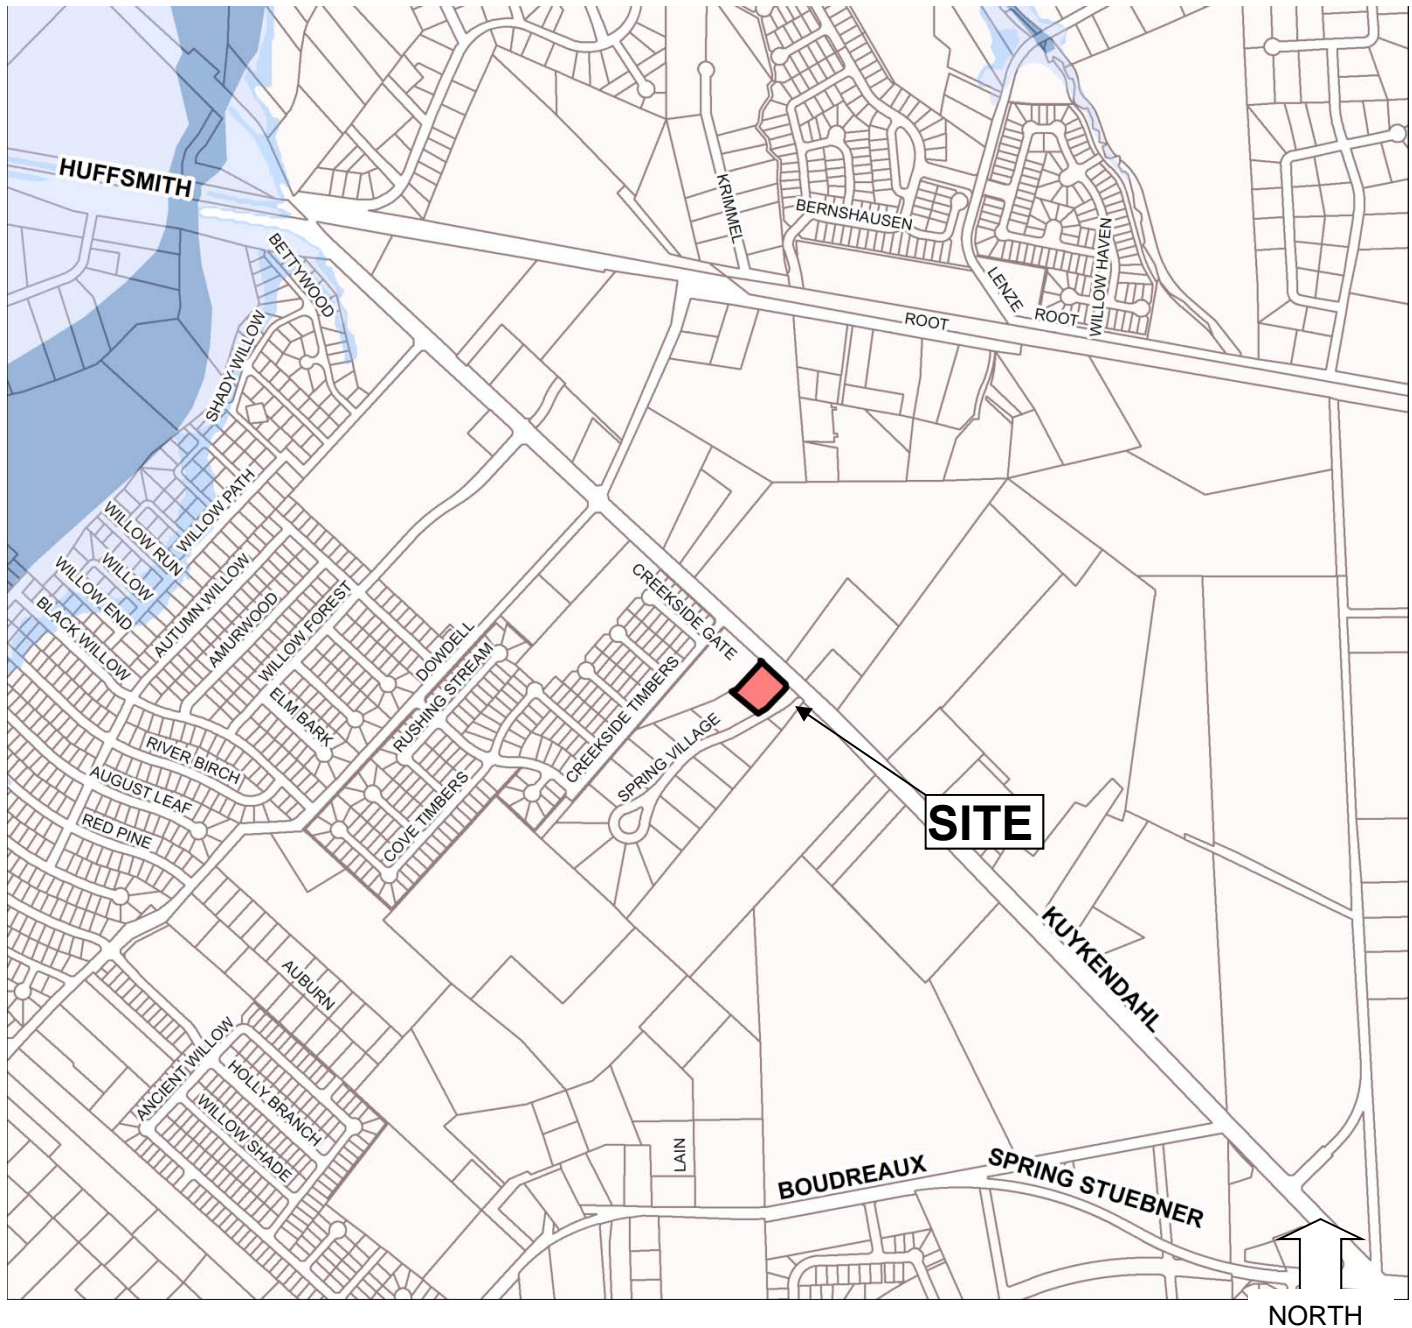 HUFFSMITH
KRIMMEL
BERNSHAUSEN
BETTYWOOD
WILLOW HAVEN
LENZE
ROOT
ROOT
SHADY WILLOW
WILLOW PATH
WILLOW RUN
WILLOW
WILLOW END
BLACK WILLOW
AUTUMN WILLOW
AMURWOOD
WILLOW FOREST
ELM BARK
DOWDELL
RUSHING STREAM
CREEKSIDE GATE
CREEKSIDE TIMBERS
COVE TIMBERS
SPRING VILLAGE
RIVER BIRCH
AUGUST LEAF
RED PINE
SITE
KUYKENDAHL
AUBURN
ANCIENT WILLOW
HOLLY BRANCH
WILLOW SHADE
LAIN
BOUDREAUX
SPRING STUEBNER
NORTH